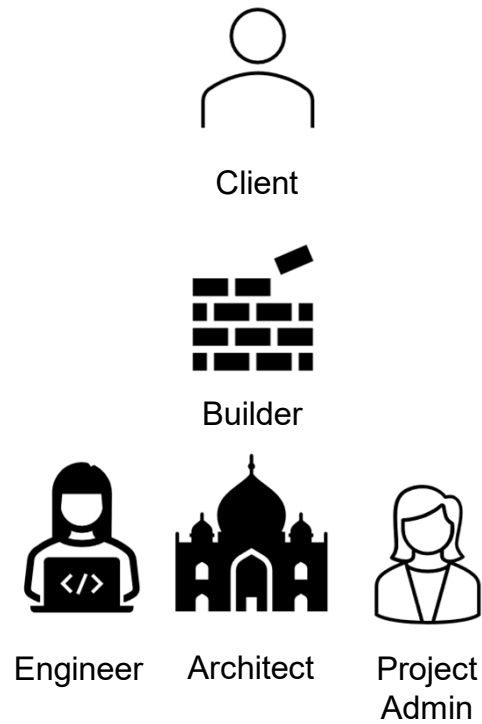 Client
Builder
</>
Engineer
Architect
Project
Admin